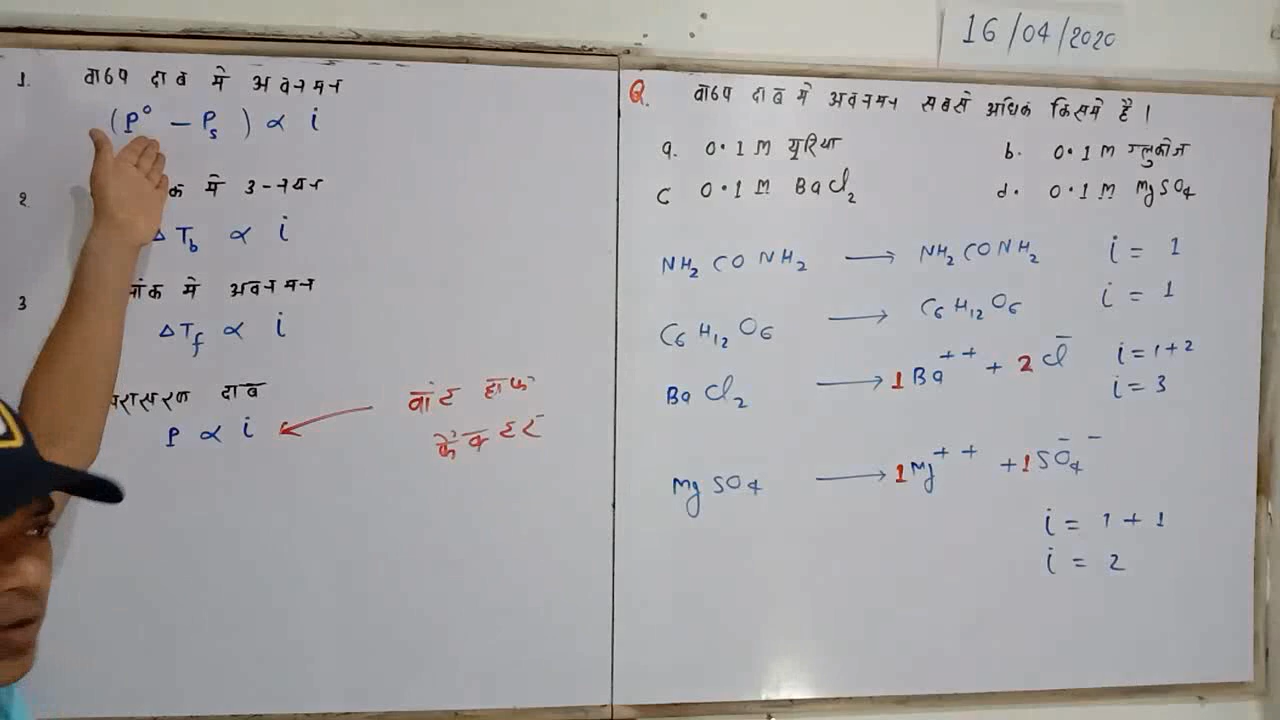 16/04/2020
1. वाष्प दाब मे अवनमन
(P° – Ps) ∝ i
2 क मे उन्नयन
ΔTb ∝ i
3 मे अवनमन
ΔTf ∝ i
परासरण दाब
P ∝ i
वांट हाफ
Q. वाष्प दाब मे अवनमन सबसे अधिक किसमे है।
a. 0.1 M यूरिया b. 0.1 M ग्लुकोज
c 0.1 M BaCl2 d. 0.1 M MgSO4
NH2CONH2 → NH2CONH2 i = 1
C6H12O6 → C6H12O6 i = 1
BaCl2 → 1Ba++ + 2Cl– i = 1+2
i = 3
MgSO4 → 1Mg++ + 1SO4– –
i = 1 + 1
i = 2